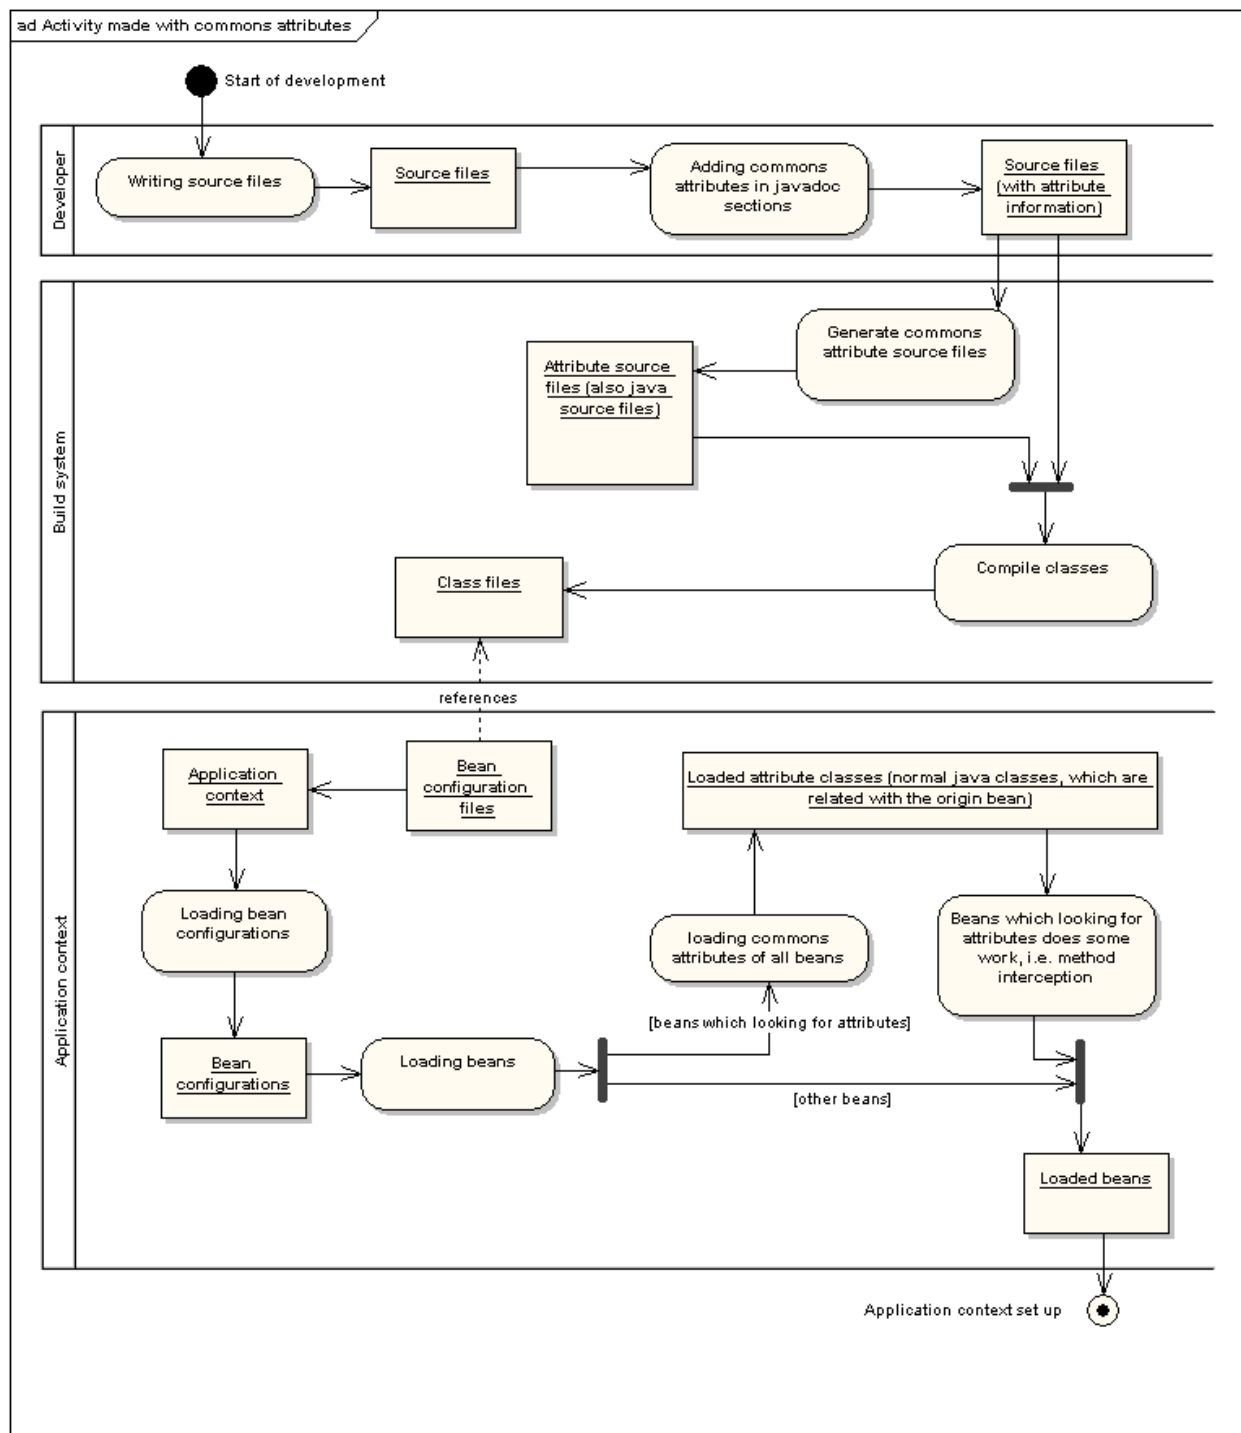 ad Activity made with commons attributes
Start of development
Developer
Writing source files
Source files
Adding commons
attributes in javadoc
sections
Source files
(with attribute
information)
Build system
Generate commons
attribute source files
Attribute source
files (also java
source files)
Compile classes
Class files
references
Application context
Application
context
Bean
configuration
files
Loaded attribute classes (normal java classes, which are
related with the origin bean)
Loading bean
configurations
loading commons
attributes of all beans
Beans which looking for
attributes does some
work, i.e. method
interception
[beans which looking for attributes]
Bean
configurations
Loading beans
[other beans]
Loaded beans
Application context set up